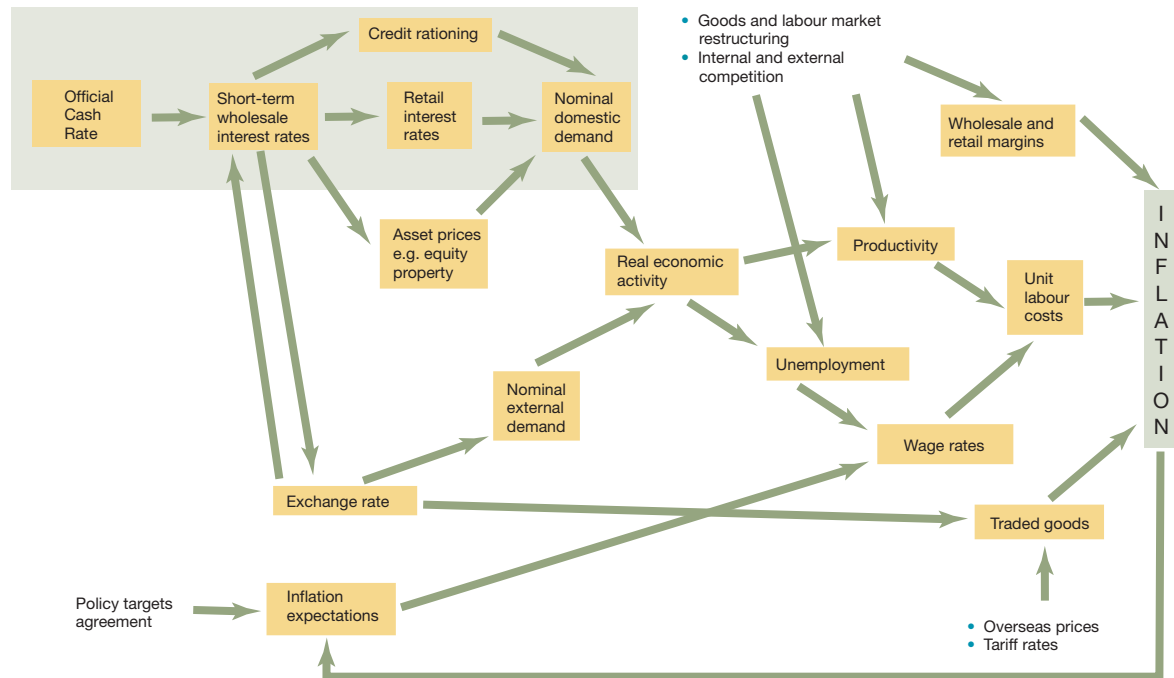 Credit rationing
• Goods and labour market
restructuring
• Internal and external
competition
Official
Cash
Rate
Short-term
wholesale
interest rates
Retail
interest
rates
Nominal
domestic
demand
Wholesale and
retail margins
Asset prices
e.g. equity
property
Real economic
activity
Productivity
Unit
labour
costs
I
N
F
L
A
T
I
O
N
Unemployment
Nominal
external
demand
Wage rates
Exchange rate
Traded goods
Policy targets
agreement
Inflation
expectations
• Overseas prices
• Tariff rates